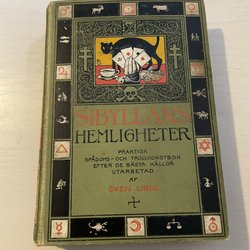 SIBYLLANS
HEMLIGHETER
PRAKTISK
SPÅDOMS- OCH TROLLKONSTBOK
EFTER DE BÄSTA KÄLLOR
UTARBETAD
AF
SVEN LINDE